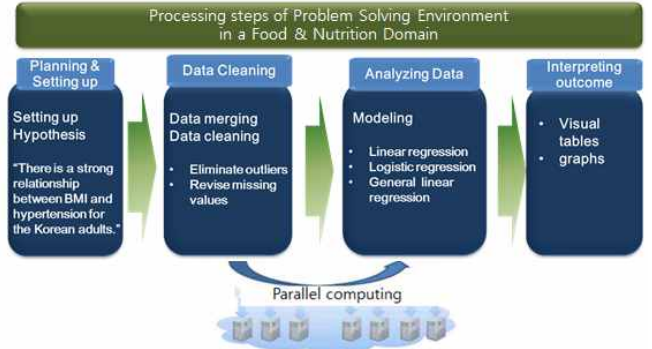 Processing steps of Problem Solving Environment
in a Food & Nutrition Domain
Planning &
Setting up
Setting up
Hypothesis
"There is a strong
relationship
between BMI and
hypertension for
the Korean adults."
Data Cleaning
Data merging
Data cleaning
• Eliminate outliers
• Revise missing
values
Analyzing Data
Modeling
• Linear regression
• Logistic regression
• General linear
regression
Interpreting
outcome
• Visual
tables
• graphs
Parallel computing